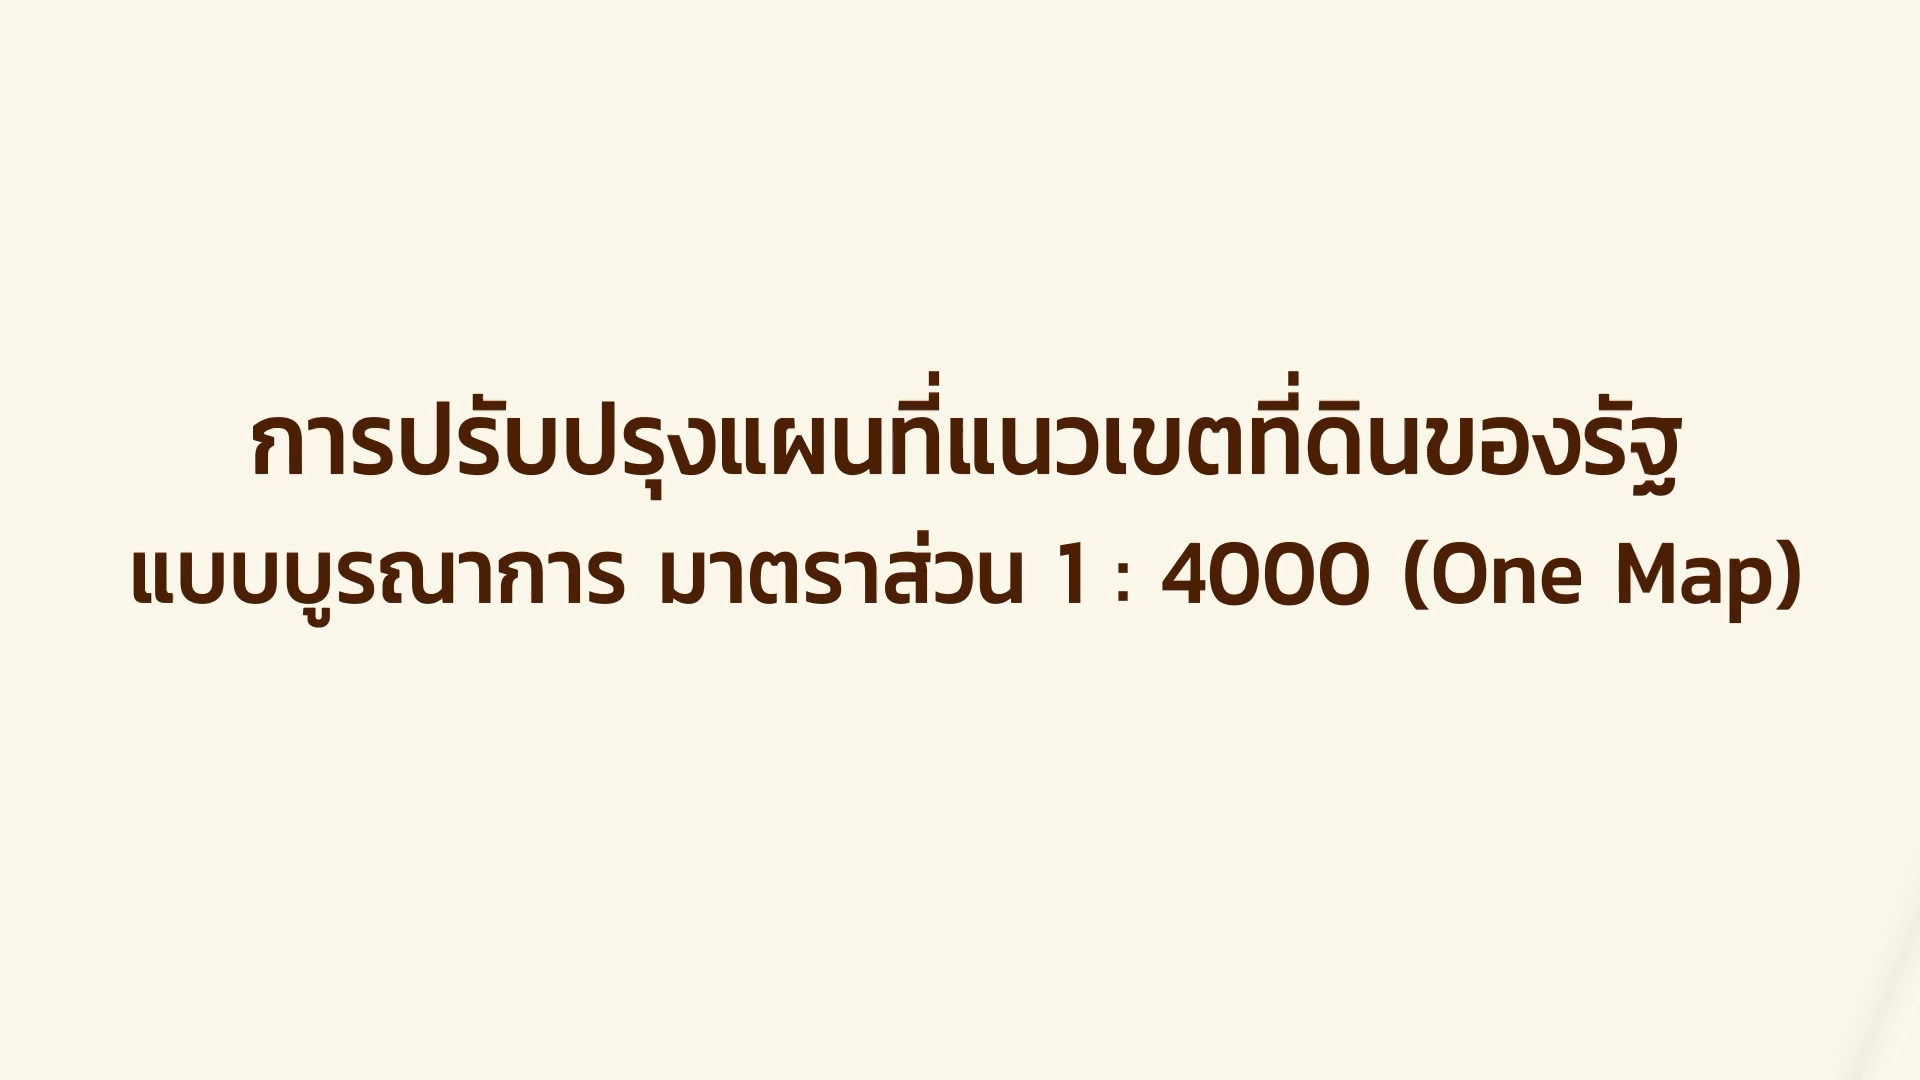 การปรับปรุงแผนที่แนวเขตที่ดินของรัฐ
แบบบูรณาการ มาตราส่วน 1 : 4000 (One Map)